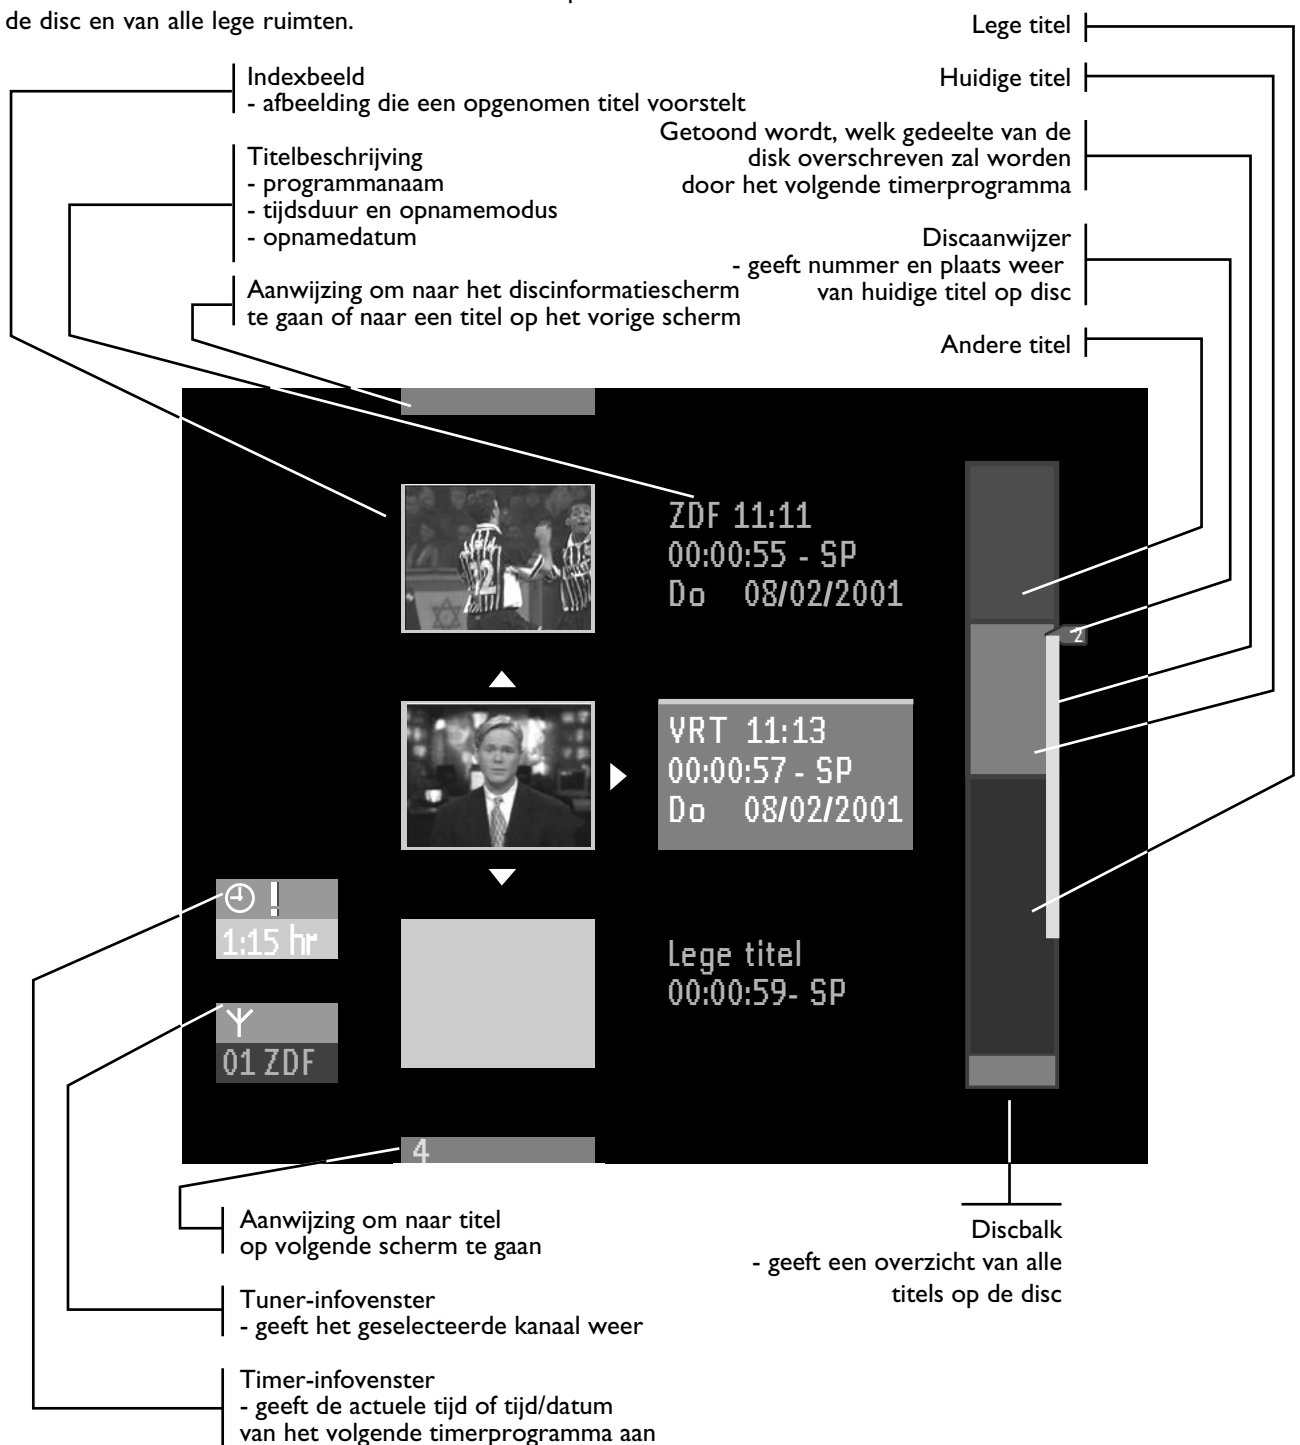 de disc en van alle lege ruimten.
Indexbeeld
- afbeelding die een opgenomen titel voorstelt
Titelbeschrijving
- programmanaam
- tijdsduur en opnamemodus
- opnamedatum
Aanwijzing om naar het discinformatiescherm
te gaan of naar een titel op het vorige scherm
Lege titel
Huidige titel
Getoond wordt, welk gedeelte van de
disk overschreven zal worden
door het volgende timerprogramma
Discaanwijzer
- geeft nummer en plaats weer
van huidige titel op disc
Andere titel
ZDF 11:11
00:00:55 - SP
Do 08/02/2001
22
2
VRT 11:13
00:00:57 - SP
Do 08/02/2001
!
1:15 hr
Lege titel
00:00:59- SP
01 ZDF
4
Aanwijzing om naar titel
op volgende scherm te gaan
Tuner-infovenster
- geeft het geselecteerde kanaal weer
Timer-infovenster
- geeft de actuele tijd of tijd/datum
van het volgende timerprogramma aan
Discbalk
- geeft een overzicht van alle
titels op de disc